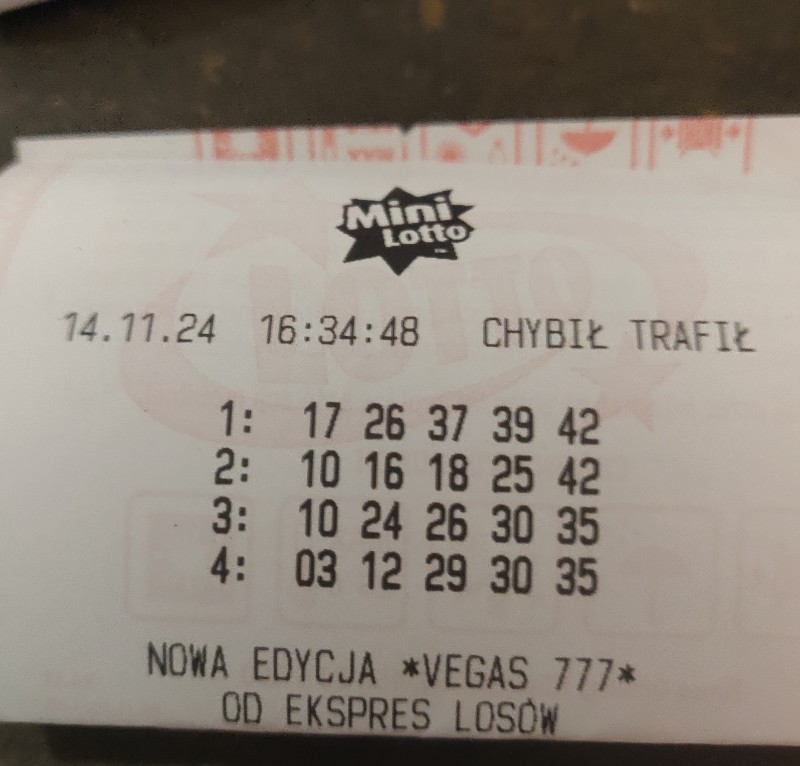 Mini
Lotto
14.11.24 16:34:48 CHYBIŁ TRAFIŁ
1: 17 26 37 39 42
2: 10 16 18 25 42
3: 10 24 26 30 35
4: 03 12 29 30 35
NOWA EDYCJA *VEGAS 777*
OD EKSPRES LOSÓW